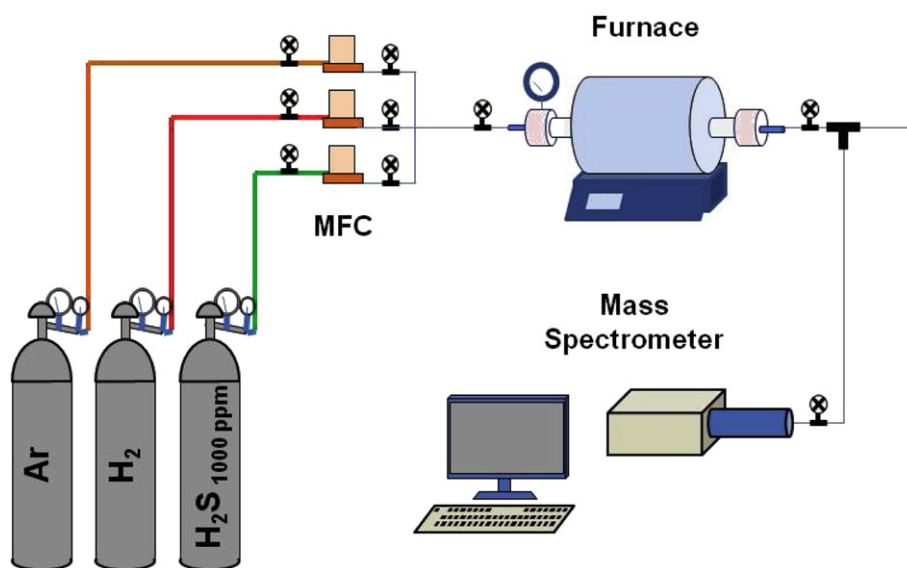 Furnace
MFC
Mass
Spectrometer
Ar
H₂
H₂S 1000 ppm